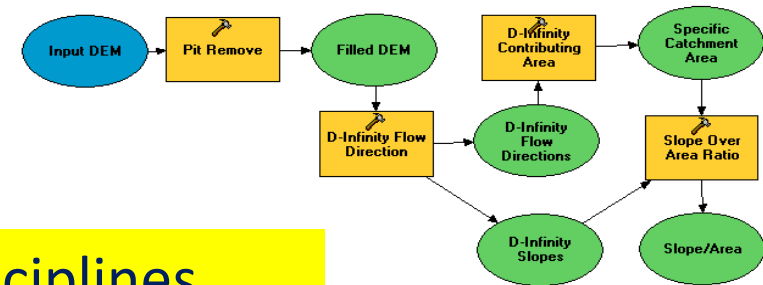 Input DEM
Pit Remove
Filled DEM
D-Infinity
Contributing
Area
Specific
Catchment
Area
D-Infinity Flow
Direction
D-Infinity
Flow
Directions
Slope Over
Area Ratio
D-Infinity
Slopes
Slope/Area
ciplines